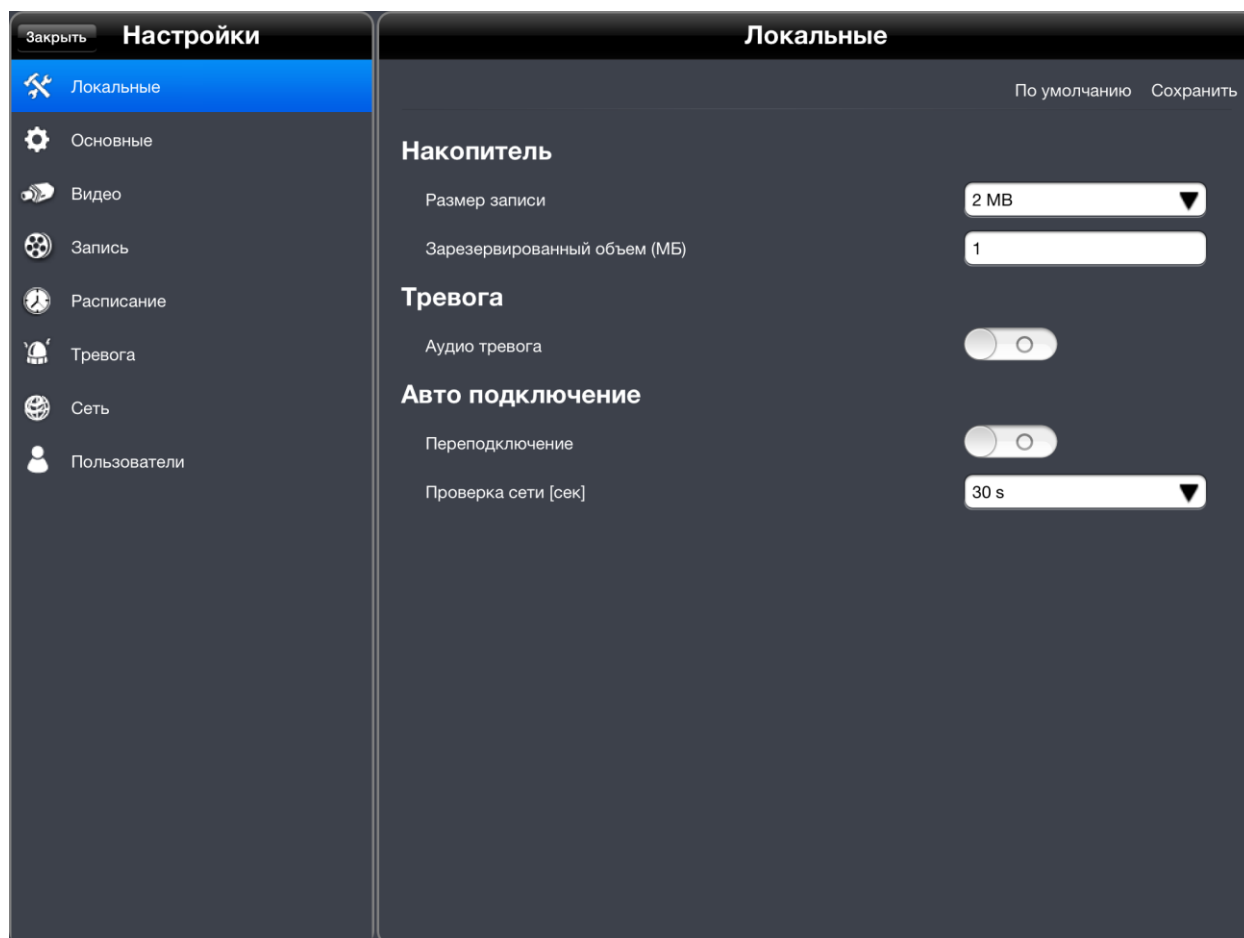 Закрыть Настройки
Локальные
Основные
Видео
Запись
Расписание
Тревога
Сеть
Пользователи
Локальные
По умолчанию Сохранить
Накопитель
Размер записи 2 MB
Зарезервированный объем (МБ) 1
Тревога
Аудио тревога
Авто подключение
Переподключение
Проверка сети [сек] 30 s